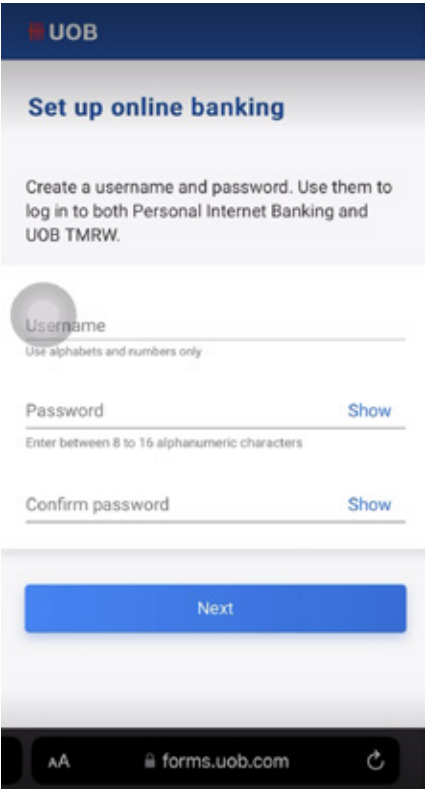 UOB
Set up online banking
Create a username and password. Use them to
log in to both Personal Internet Banking and
UOB TMRW.
Username
Use alphabets and numbers only
Password Show
Enter between 8 to 16 alphanumeric characters
Confirm password Show
Next
AA forms.uob.com